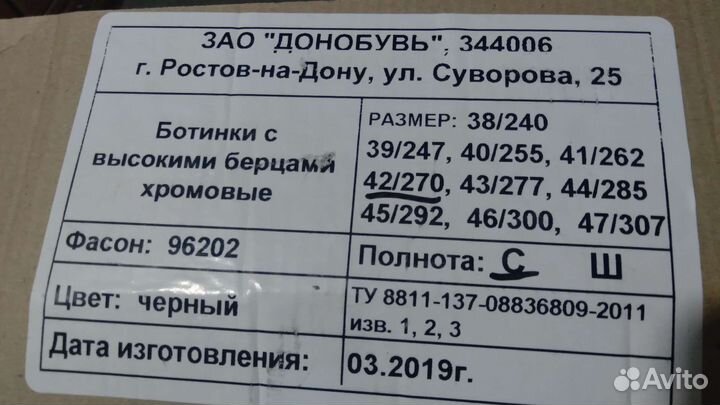 ЗАО "ДОНОБУВЬ", 344006
г. Ростов-на-Дону, ул. Суворова, 25
Ботинки с
высокими берцами
хромовые
РАЗМЕР: 38/240
39/247, 40/255, 41/262
42/270, 43/277, 44/285
45/292, 46/300, 47/307
Фасон: 96202
Полнота: С Ш
Цвет: черный
ТУ 8811-137-08836809-2011
изв. 1, 2, 3
Дата изготовления:
03.2019г.
Avito